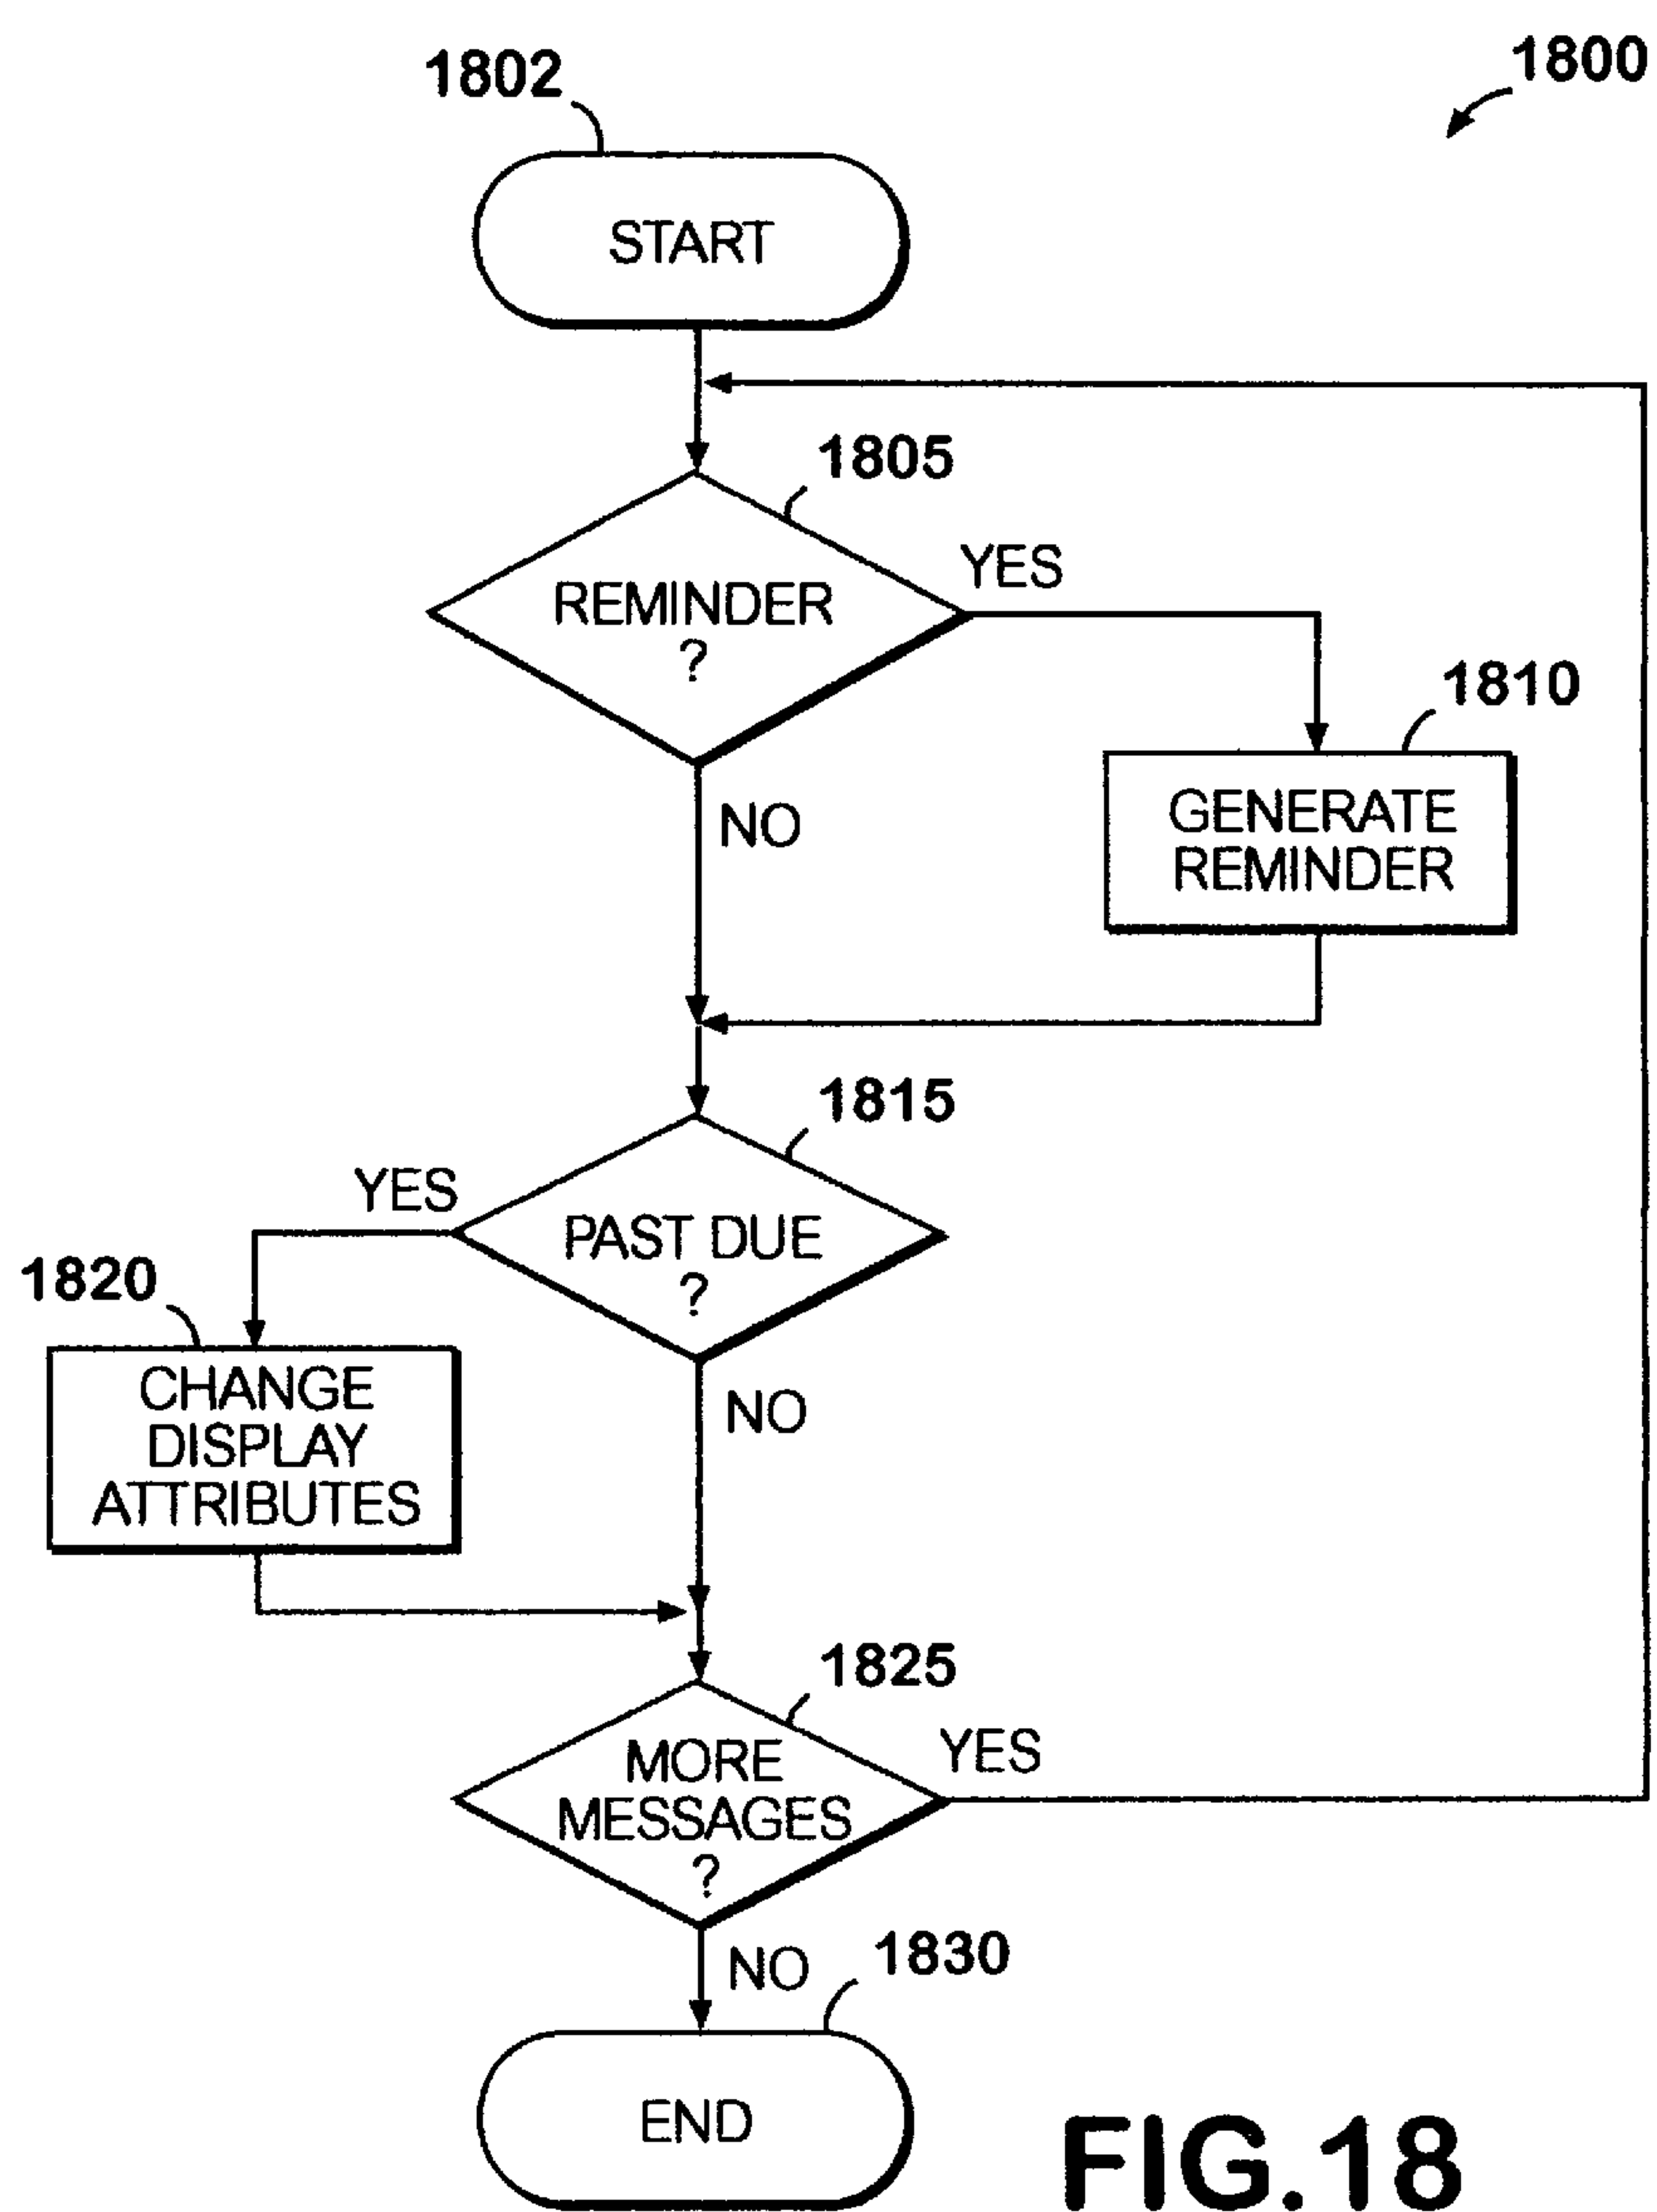 1800
1802
START
1805
REMINDER
?
YES
1810
GENERATE
REMINDER
NO
1815
YES
PAST DUE
?
1820
CHANGE
DISPLAY
ATTRIBUTES
NO
1825
MORE
MESSAGES
?
YES
NO
1830
END
FIG.18